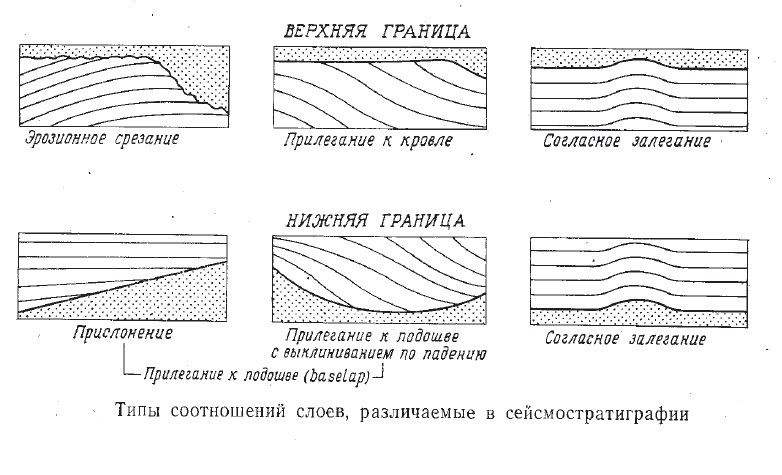 ВЕРХНЯЯ ГРАНИЦА
Эрозионное срезание
Прилегание к кровле
Согласное залегание
НИЖНЯЯ ГРАНИЦА
Прислонение
Прилегание к подошве
с выклиниванием по падению
Согласное залегание
Прилегание к подошве (baselap)
Типы соотношений слоев, различаемые в сейсмостратиграфии